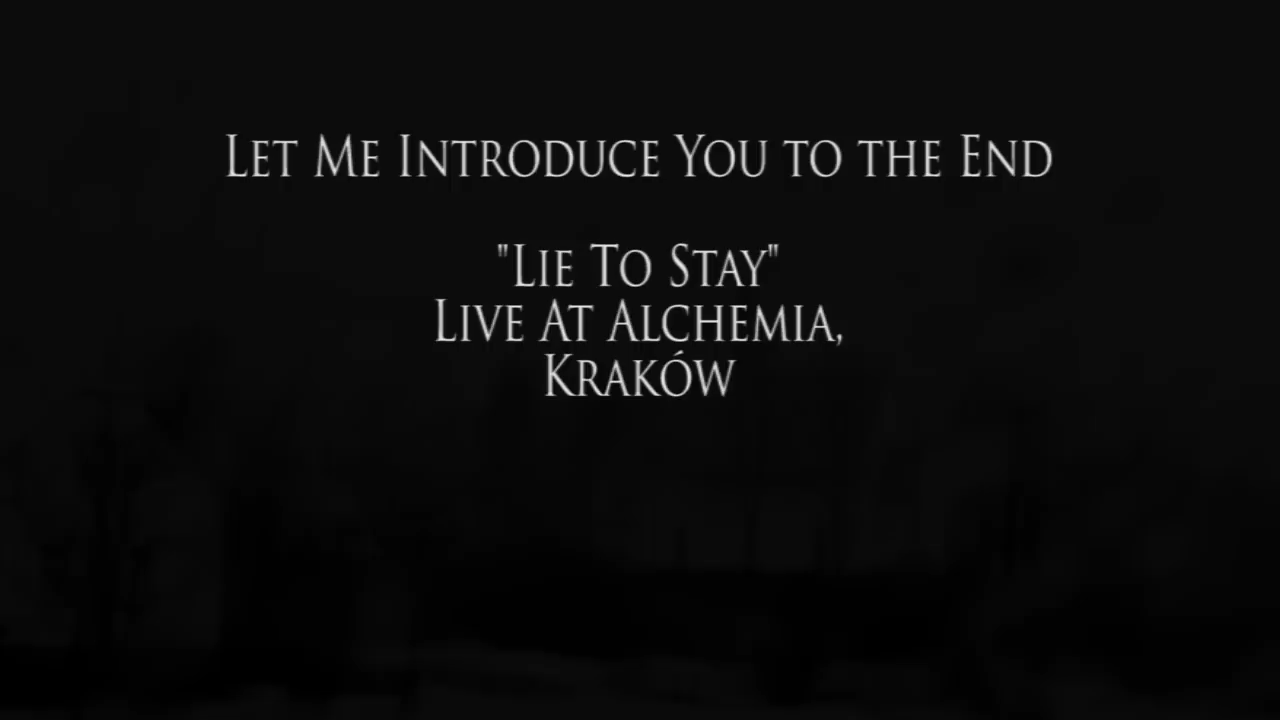 Let Me Introduce You to the End
"Lie To Stay"
Live At Alchemia,
Kraków